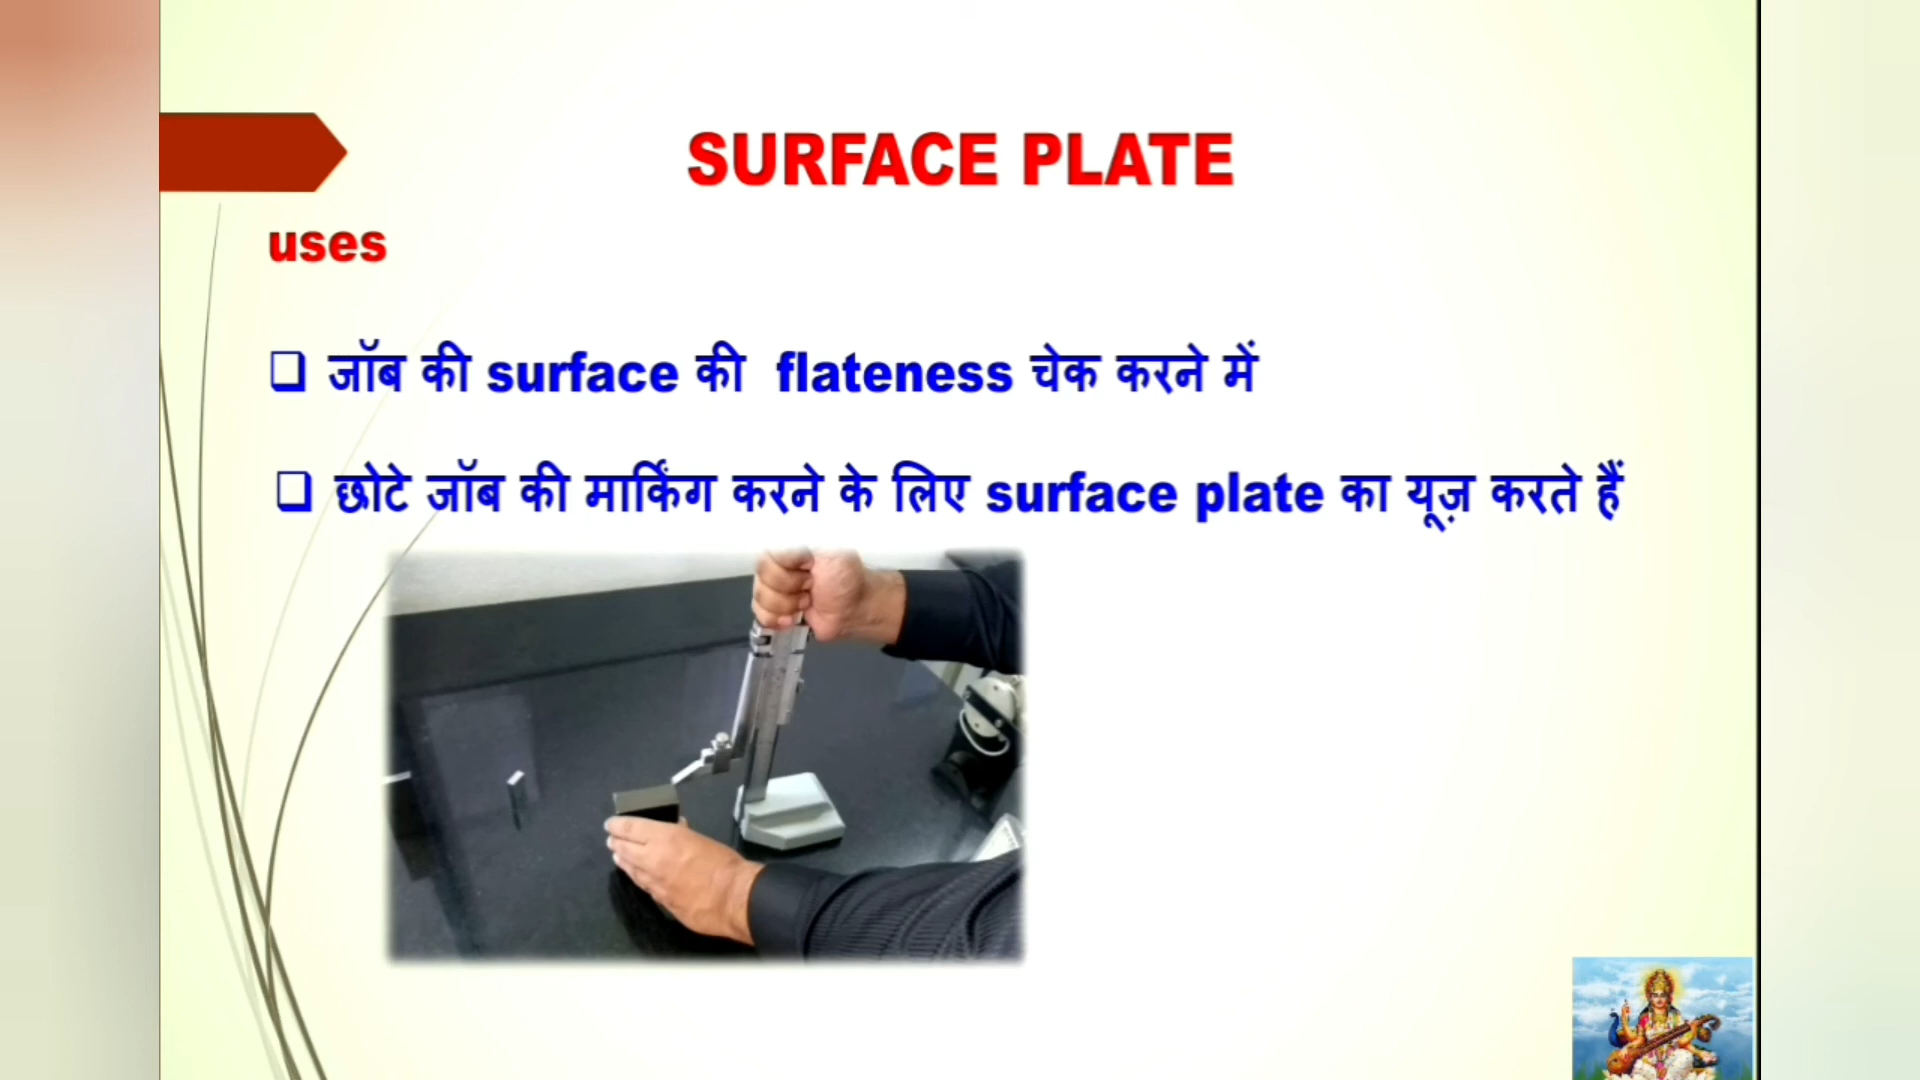 SURFACE PLATE
uses
❑ जॉब की surface की flateness चेक करने में
❑ छोटे जॉब की मार्किंग करने के लिए surface plate का यूज़ करते हैं